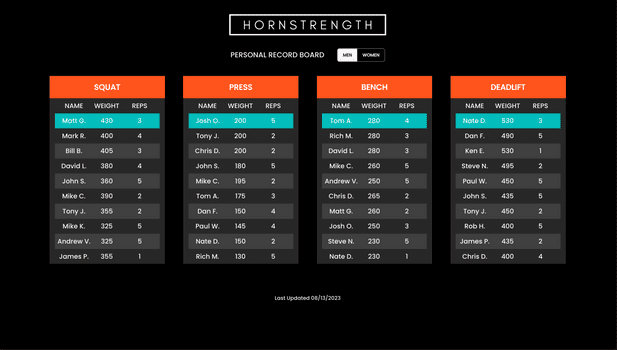 HORNSTRENGTH
PERSONAL RECORD BOARD MEN WOMEN
SQUAT
NAME WEIGHT REPS
Matt G. 430 3
Mark R. 400 4
Bill B. 405 3
David L. 380 4
John S. 360 5
Mike C. 390 2
Tony J. 355 2
Mike K. 325 5
Andrew V. 325 5
James P. 355 1
PRESS
NAME WEIGHT REPS
Josh O. 200 5
Tony J. 200 2
Chris D. 200 2
John S. 180 5
Mike C. 195 2
Tom A. 175 3
Dan F. 150 4
Paul W. 145 4
Nate D. 150 2
Rich M. 130 5
BENCH
NAME WEIGHT REPS
Tom A. 280 4
Rich M. 280 3
David L. 280 3
Mike C. 260 5
Andrew V. 250 5
Chris D. 265 2
Matt G. 260 2
Josh O. 250 3
Steve N. 230 5
Nate D. 230 1
DEADLIFT
NAME WEIGHT REPS
Nate D. 530 3
Dan F. 490 5
Ken E. 530 1
Steve N. 495 2
Paul W. 450 5
John S. 435 5
Tony J. 450 2
Rob H. 400 5
James P. 435 2
Chris D. 400 4
Last Updated 08/13/2023